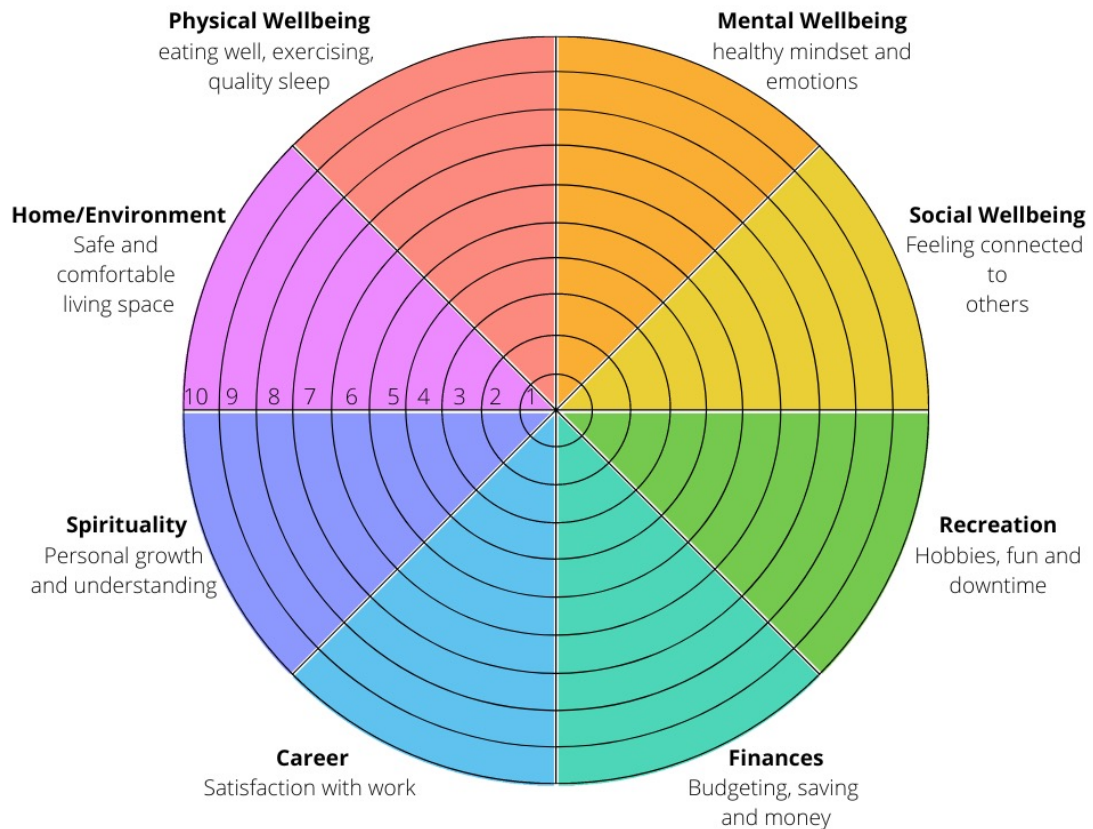 Physical Wellbeing
eating well, exercising,
quality sleep
Mental Wellbeing
healthy mindset and
emotions
Home/Environment
Safe and
comfortable
living space
Social Wellbeing
Feeling connected
to
others
10 9 8 7 6 5 4 3 2 1
Spirituality
Personal growth
and understanding
Recreation
Hobbies, fun and
downtime
Career
Satisfaction with work
Finances
Budgeting, saving
and money